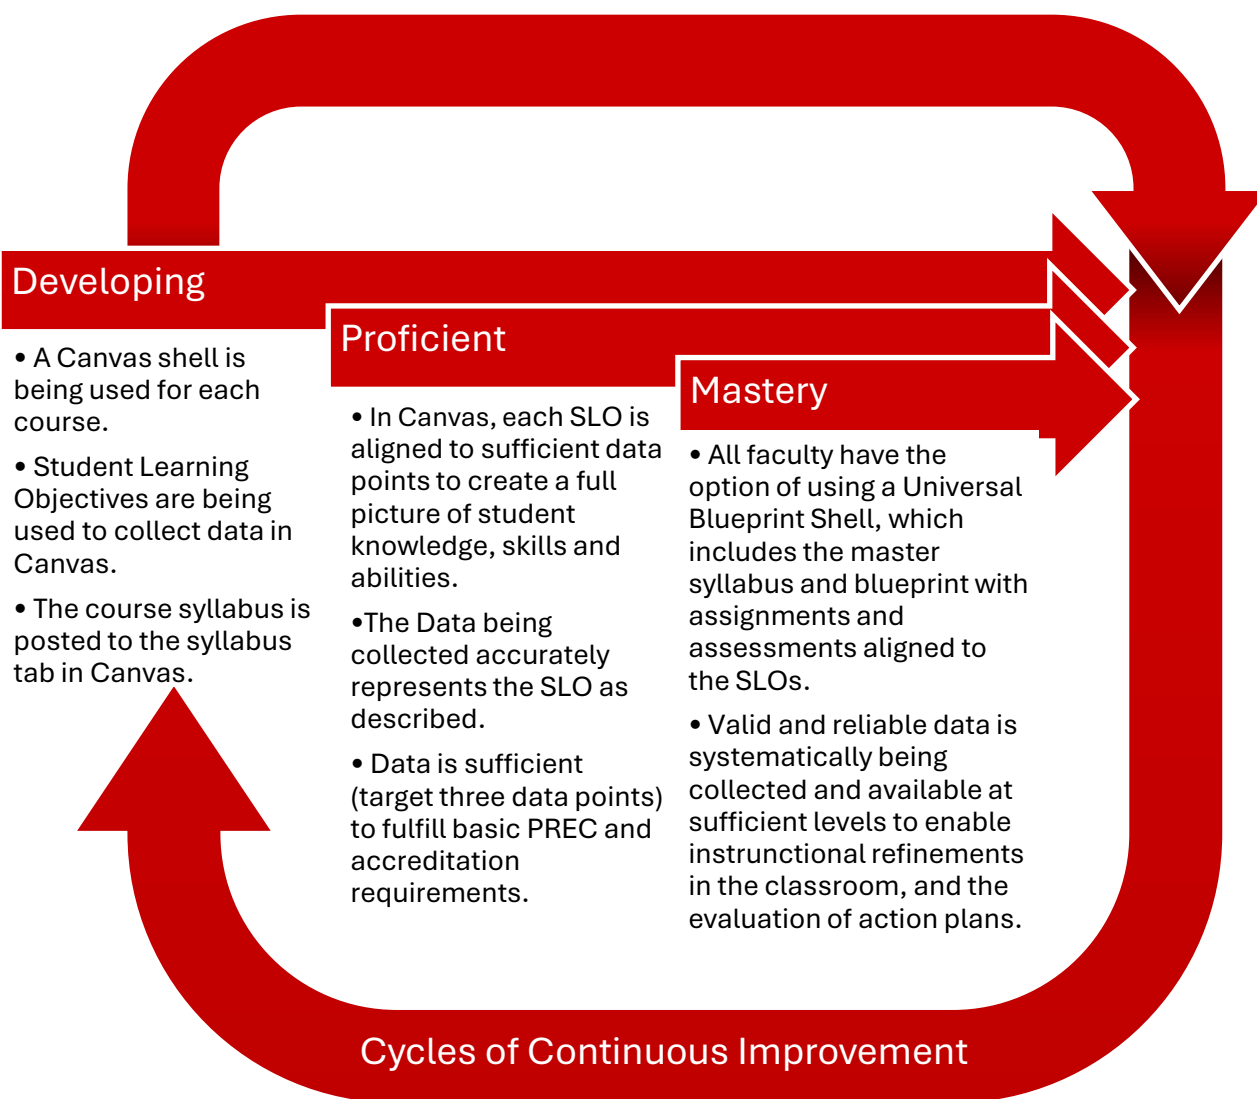 Developing
• A Canvas shell is
being used for each
course.
• Student Learning
Objectives are being
used to collect data in
Canvas.
• The course syllabus is
posted to the syllabus
tab in Canvas.
Proficient
• In Canvas, each SLO is
aligned to sufficient data
points to create a full
picture of student
knowledge, skills and
abilities.
•The Data being
collected accurately
represents the SLO as
described.
• Data is sufficient
(target three data points)
to fulfill basic PREC and
accreditation
requirements.
Mastery
• All faculty have the
option of using a Universal
Blueprint Shell, which
includes the master
syllabus and blueprint with
assignments and
assessments aligned to
the SLOs.
• Valid and reliable data is
systematically being
collected and available at
sufficient levels to enable
instrunctional refinements
in the classroom, and the
evaluation of action plans.
Cycles of Continuous Improvement